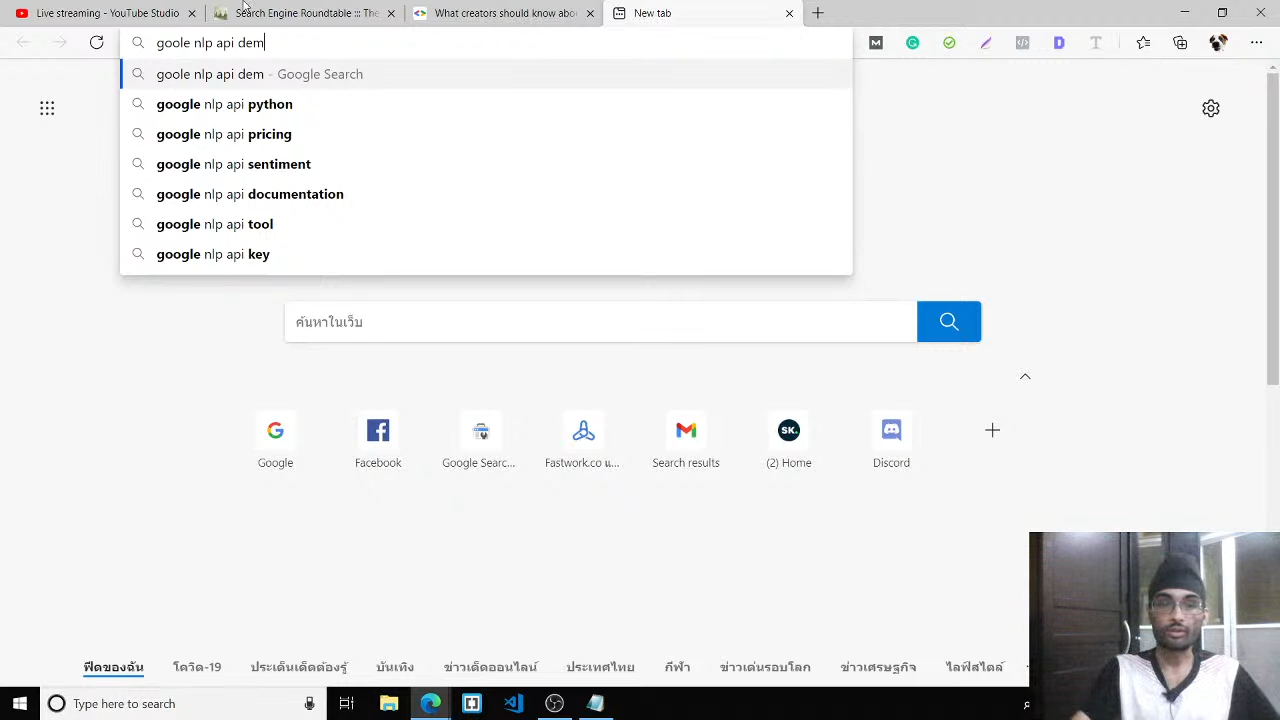 Live streaming - YouTube Studio
Search Engine Roundtable ::: The
What creators should know abou
New tab
goole nlp api dem
goole nlp api dem - Google Search
google nlp api python
google nlp api pricing
google nlp api sentiment
google nlp api documentation
google nlp api tool
google nlp api key
ค้นหาในเว็บ
Google
Facebook
Google Searc...
Fastwork.co แ...
Search results
SK.
(2) Home
Discord
ฟีดของฉัน
โควิด-19
ประเด็นเด็ดต้องรู้
บันเทิง
ข่าวเด็ดออนไลน์
ประเทศไทย
กีฬา
ข่าวเด่นรอบโลก
ข่าวเศรษฐกิจ
ไลฟ์สไตล์
Type here to search